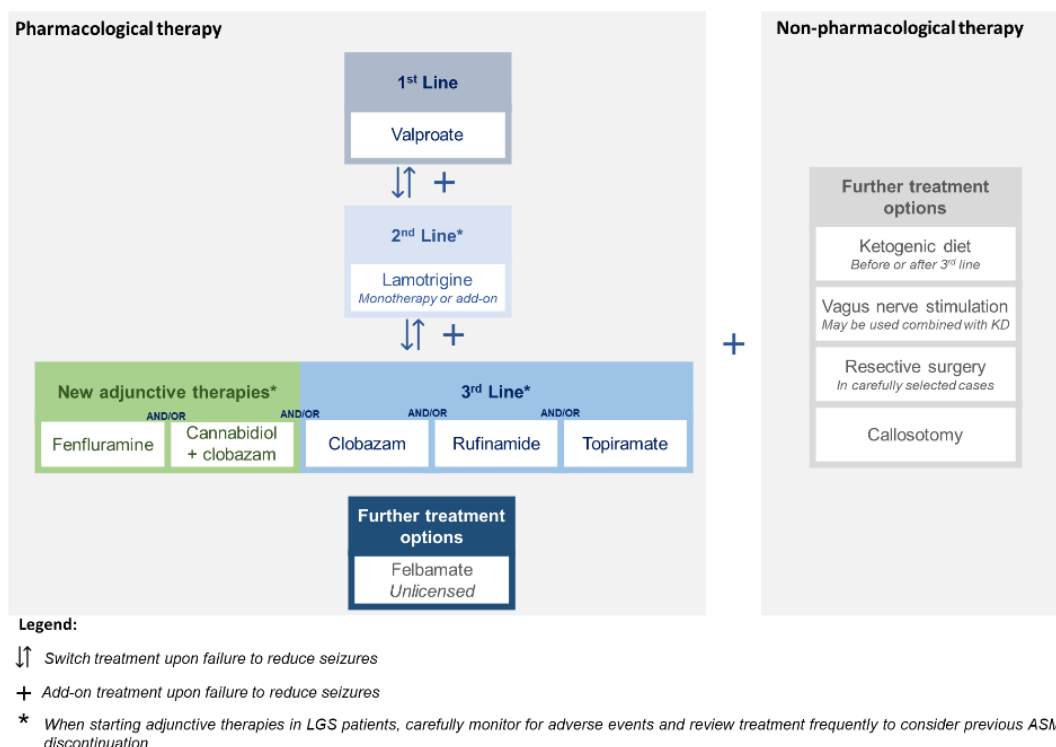 Pharmacological therapy
Non-pharmacological therapy
1st Line
Valproate
⇵ +
2nd Line*
Lamotrigine
Monotherapy or add-on
⇵ +
New adjunctive therapies*
3rd Line*
AND/OR
AND/OR
AND/OR
AND/OR
Fenfluramine
Cannabidiol
+ clobazam
Clobazam
Rufinamide
Topiramate
Further treatment
options
Felbamate
Unlicensed
+
Further treatment
options
Ketogenic diet
Before or after 3rd line
Vagus nerve stimulation
May be used combined with KD
Resective surgery
In carefully selected cases
Callosotomy
Legend:
⇵ Switch treatment upon failure to reduce seizures
+ Add-on treatment upon failure to reduce seizures
* When starting adjunctive therapies in LGS patients, carefully monitor for adverse events and review treatment frequently to consider previous ASM
discontinuation